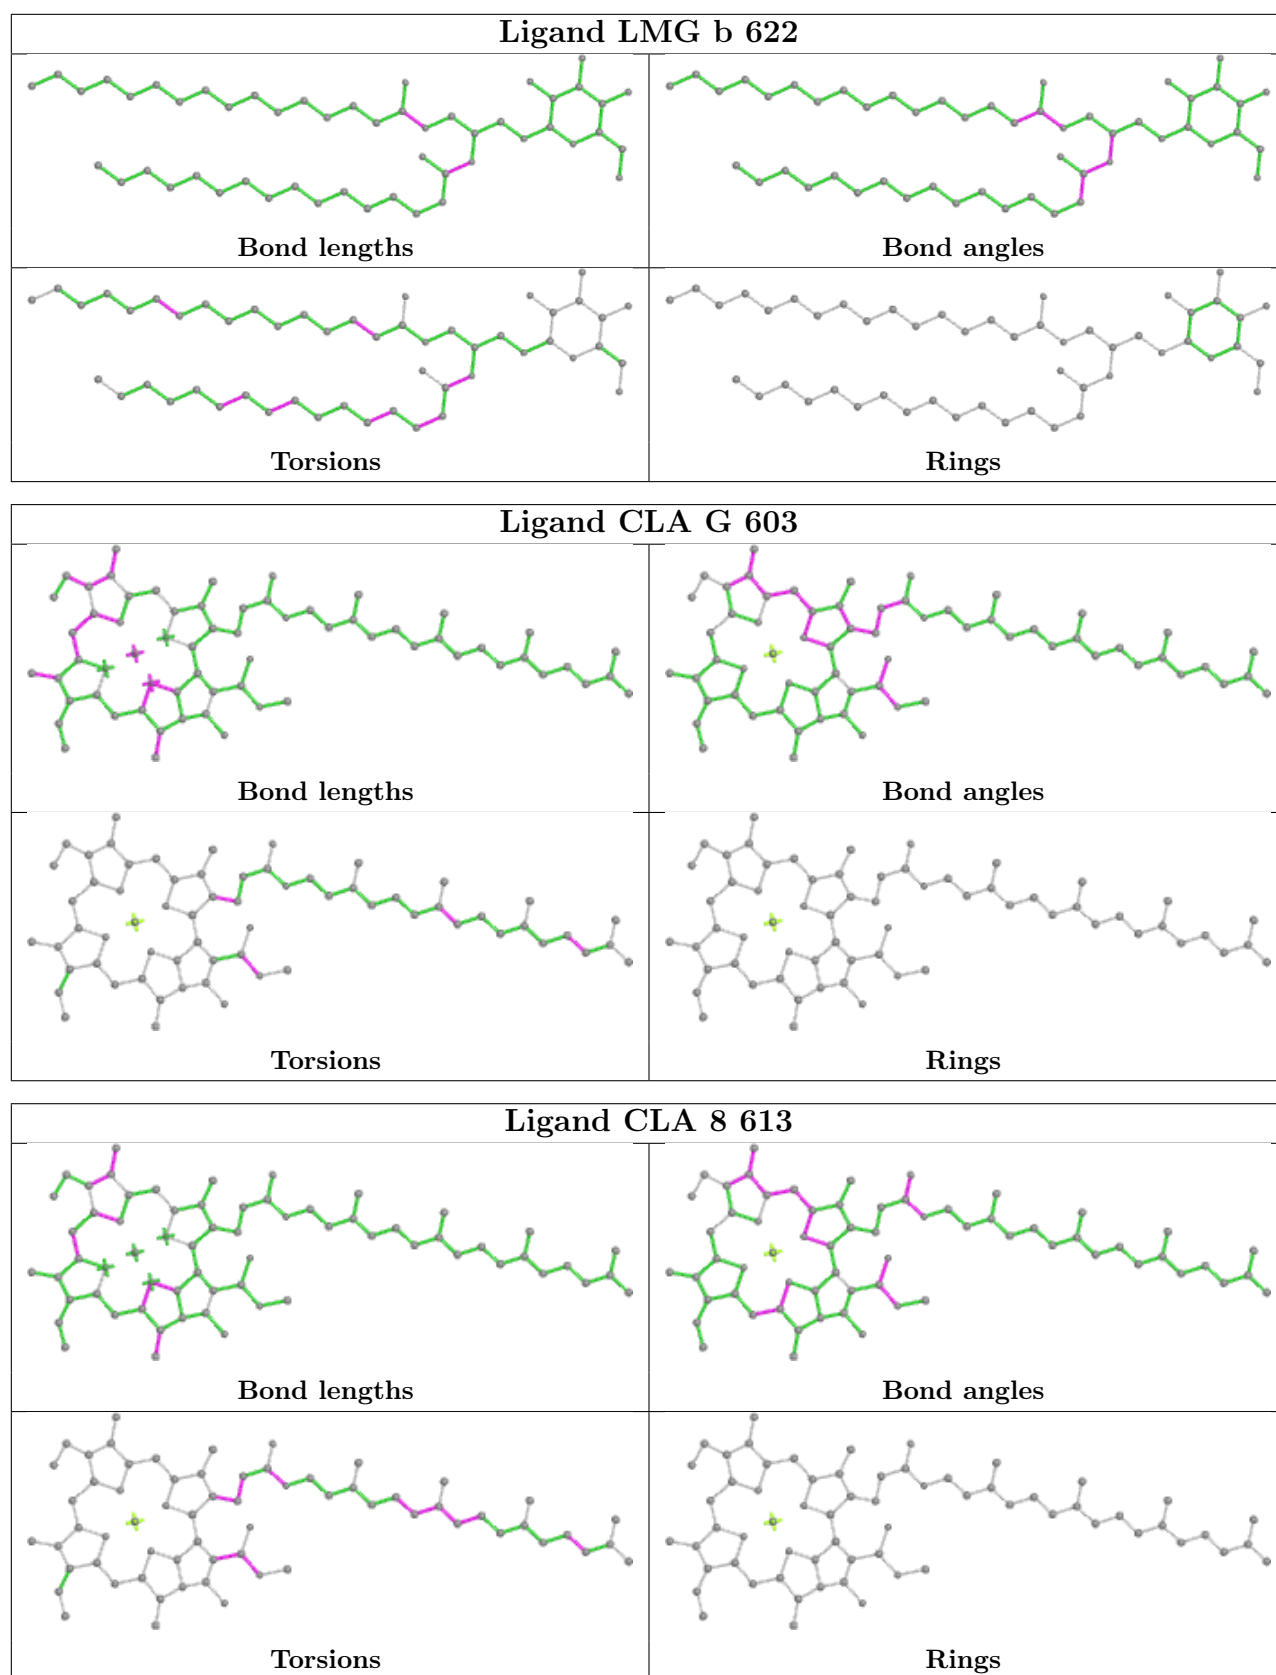 Ligand LMG b 622
Bond lengths
Bond angles
Torsions
Rings
Ligand CLA G 603
Bond lengths
Bond angles
Torsions
Rings
Ligand CLA 8 613
Bond lengths
Bond angles
Torsions
Rings